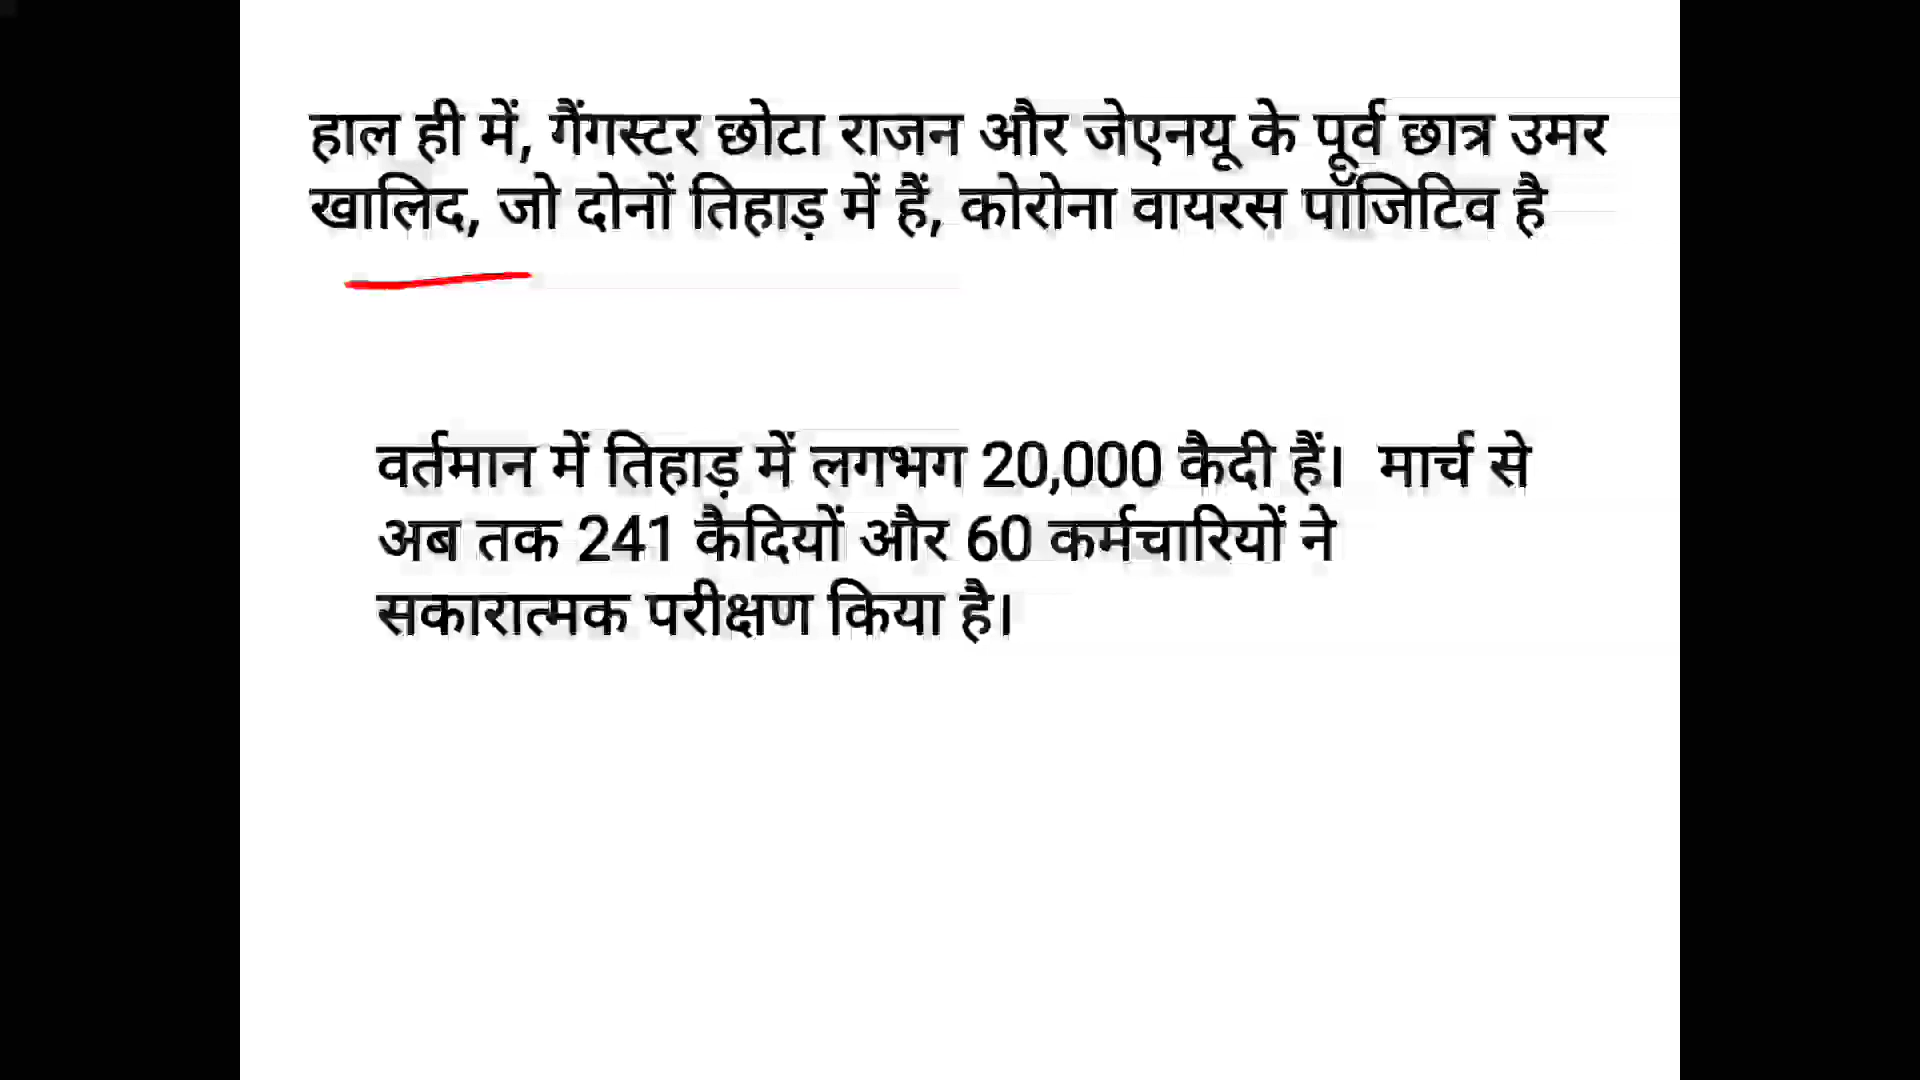 हाल ही में, गैंगस्टर छोटा राजन और जेएनयू के पूर्व छात्र उमर
खालिद, जो दोनों तिहाड़ में हैं, कोरोना वायरस पॉजिटिव है
वर्तमान में तिहाड़ में लगभग 20,000 कैदी हैं। मार्च से
अब तक 241 कैदियों और 60 कर्मचारियों ने
सकारात्मक परीक्षण किया है।